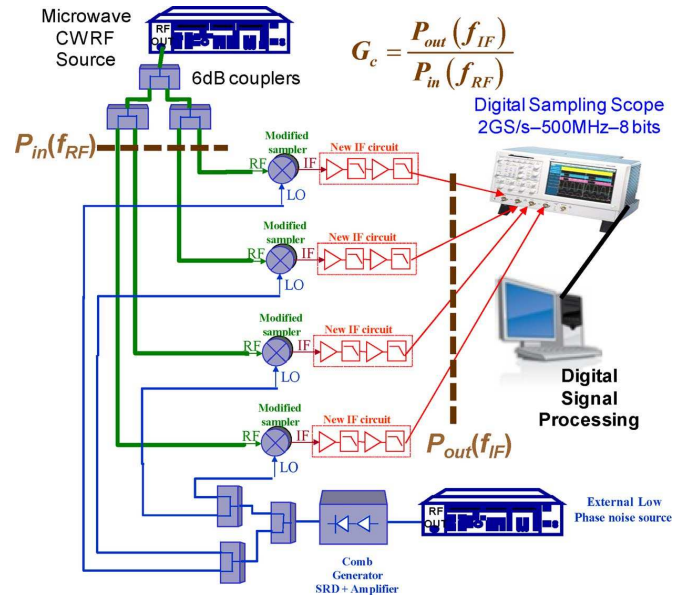 Microwave
CWRF
Source
RF
OUT
6dB couplers
G_c = P_out (f_IF) / P_in (f_RF)
Digital Sampling Scope
2GS/s–500MHz–8 bits
P_in(f_RF)
Modified
sampler
New IF circuit
RF
IF
LO
Modified
sampler
New IF circuit
RF
IF
LO
Modified
sampler
New IF circuit
RF
IF
LO
Modified
sampler
New IF circuit
RF
IF
LO
Digital
Signal
Processing
P_out(f_IF)
RF
OUT
External Low
Phase noise source
Comb
Generator
SRD + Amplifier